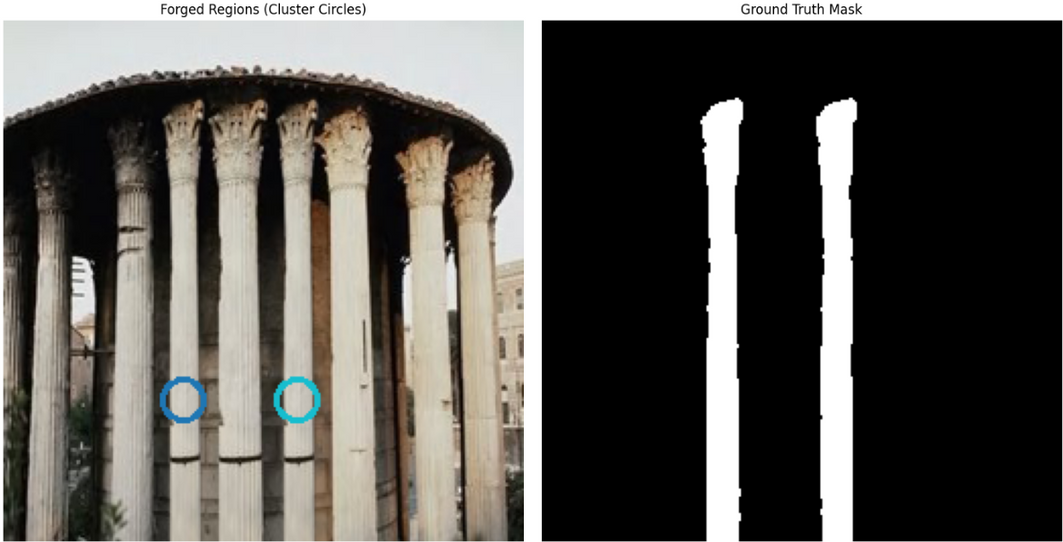 Forged Regions (Cluster Circles)
Ground Truth Mask